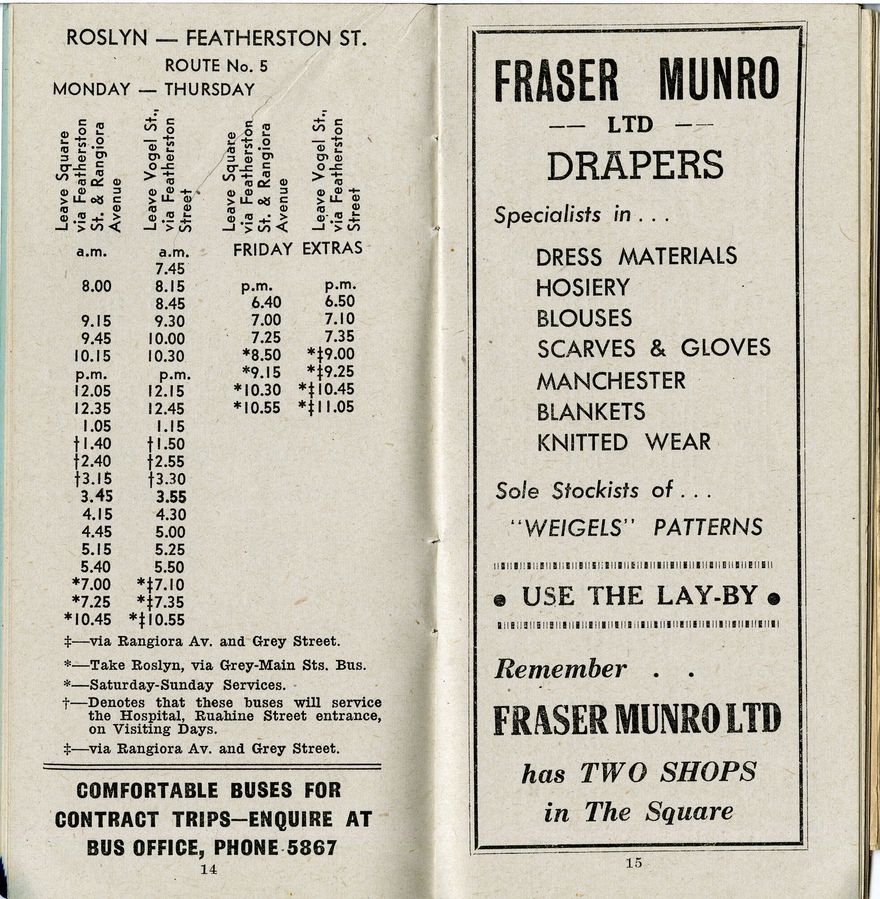 ROSLYN — FEATHERSTON ST.
ROUTE No. 5
MONDAY — THURSDAY
Leave Square
via Featherston
St. & Rangiora
Avenue
Leave Vogel St.,
via Featherston
Street
Leave Square
via Featherston
St. & Rangiora
Avenue
Leave Vogel St.,
via Featherston
Street
a.m. a.m. FRIDAY EXTRAS
7.45
8.00 8.15 p.m. p.m.
8.45 6.40 6.50
9.15 9.30 7.00 7.10
9.45 10.00 7.25 7.35
10.15 10.30 *8.50 *‡9.00
p.m. p.m. *9.15 *‡9.25
12.05 12.15 *10.30 *‡10.45
12.35 12.45 *10.55 *‡11.05
1.05 1.15
†1.40 †1.50
†2.40 †2.55
†3.15 †3.30
3.45 3.55
4.15 4.30
4.45 5.00
5.15 5.25
5.40 5.50
*7.00 *‡7.10
*7.25 *‡7.35
*10.45 *‡10.55
‡—via Rangiora Av. and Grey Street.
*—Take Roslyn, via Grey-Main Sts. Bus.
*—Saturday-Sunday Services.
†—Denotes that these buses will service
the Hospital, Ruahine Street entrance,
on Visiting Days.
‡—via Rangiora Av. and Grey Street.
COMFORTABLE BUSES FOR
CONTRACT TRIPS—ENQUIRE AT
BUS OFFICE, PHONE 5867
14
FRASER MUNRO
— LTD —
DRAPERS
Specialists in . . .
DRESS MATERIALS
HOSIERY
BLOUSES
SCARVES & GLOVES
MANCHESTER
BLANKETS
KNITTED WEAR
Sole Stockists of . . .
"WEIGELS" PATTERNS
● USE THE LAY-BY ●
Remember . .
FRASER MUNRO LTD
has TWO SHOPS
in The Square
15